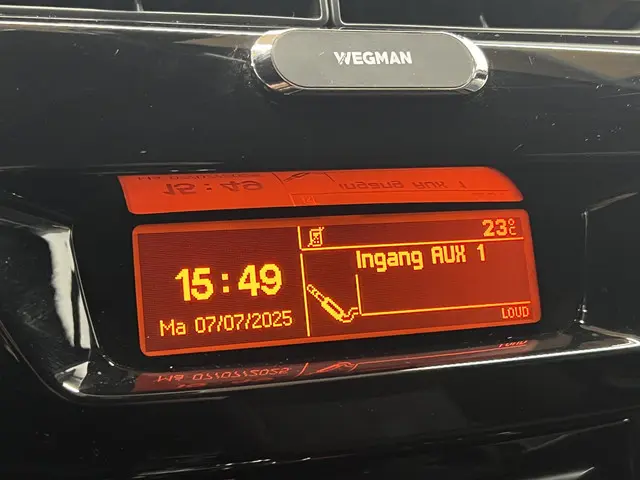 WEGMAN
23°C
Ingang AUX 1
15:49
Ma 07/07/2025
LOUD